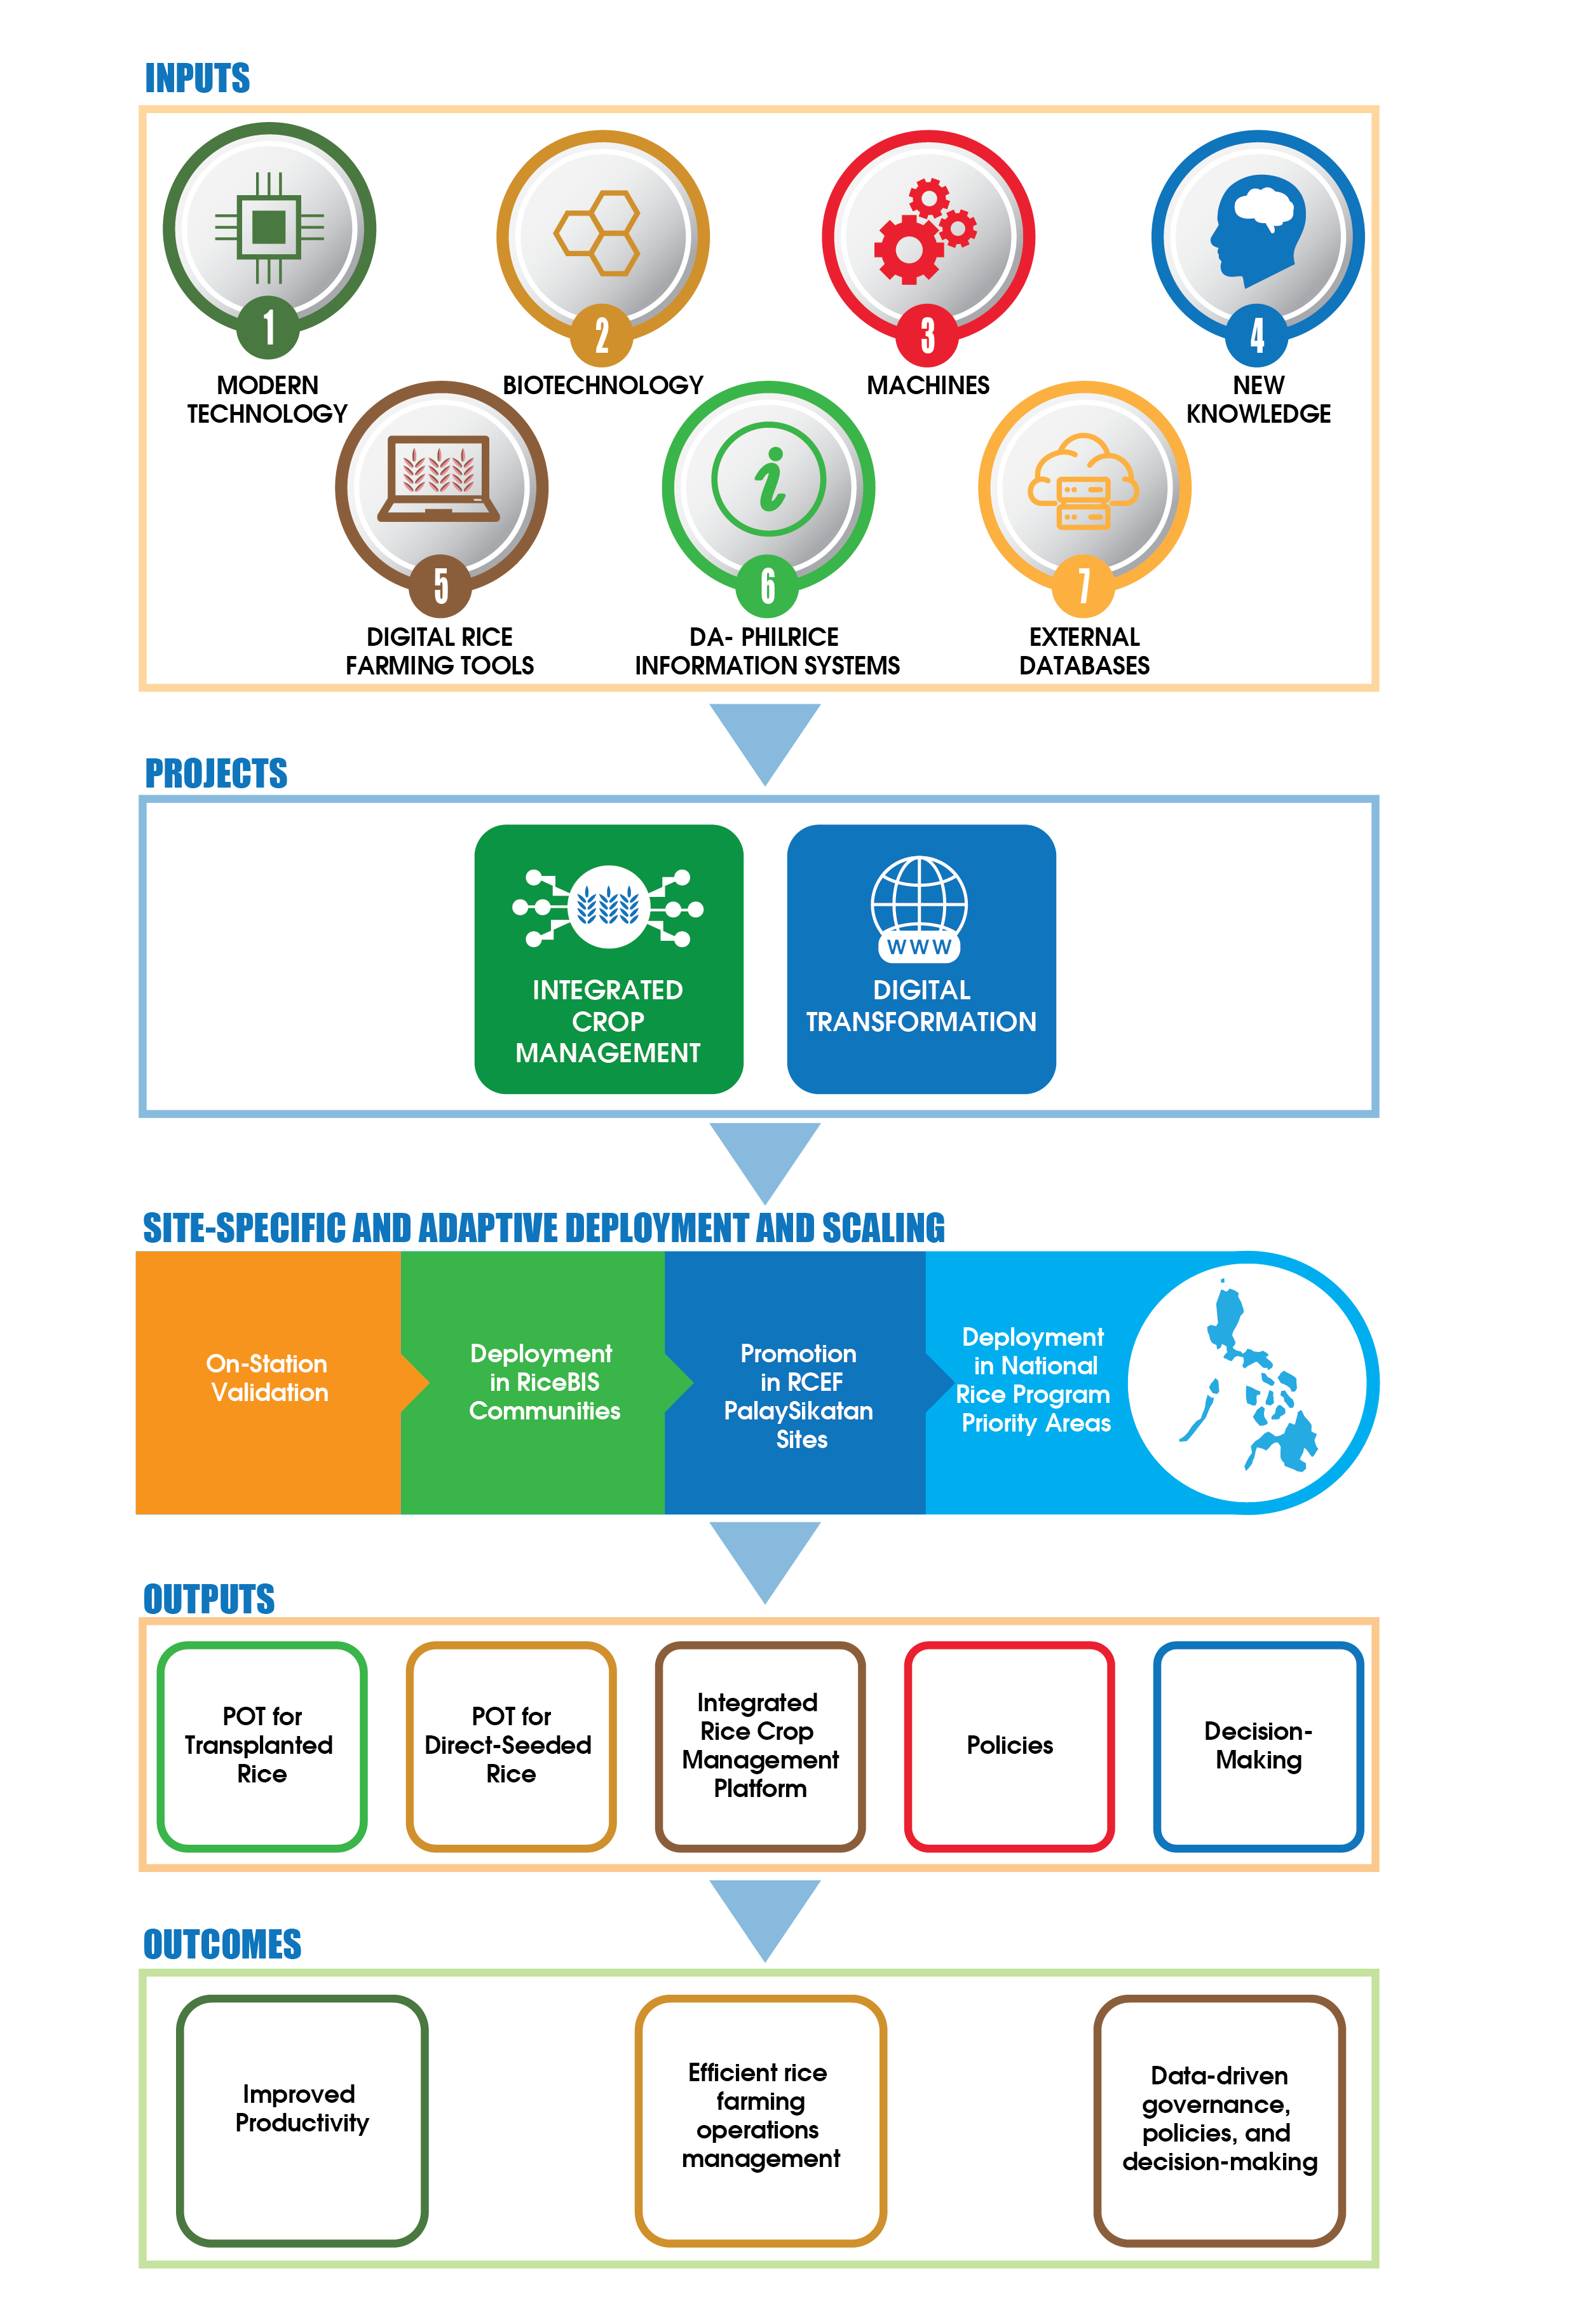 INPUTS
1
2
3
4
MODERN
TECHNOLOGY
BIOTECHNOLOGY
MACHINES
NEW
KNOWLEDGE
5
6
7
DIGITAL RICE
FARMING TOOLS
DA- PHILRICE
INFORMATION SYSTEMS
EXTERNAL
DATABASES
PROJECTS
INTEGRATED
CROP
MANAGEMENT
WWW
DIGITAL
TRANSFORMATION
SITE-SPECIFIC AND ADAPTIVE DEPLOYMENT AND SCALING
On-Station
Validation
Deployment
in RiceBIS
Communities
Promotion
in RCEF
PalaySikatan
Sites
Deployment
in National
Rice Program
Priority Areas
OUTPUTS
POT for
Transplanted
Rice
POT for
Direct-Seeded
Rice
Integrated
Rice Crop
Management
Platform
Policies
Decision-
Making
OUTCOMES
Improved
Productivity
Efficient rice
farming
operations
management
Data-driven
governance,
policies, and
decision-making